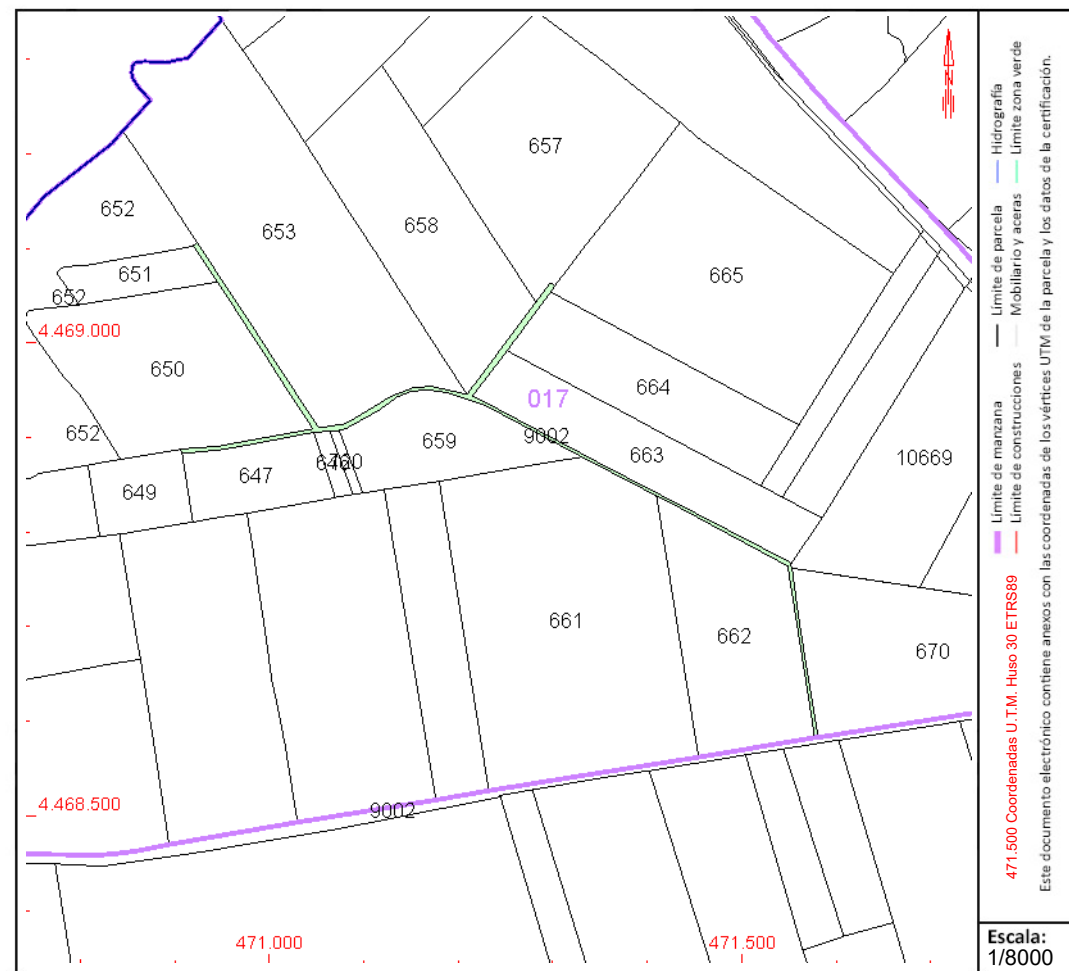 657
652
653
658
651
665
652
4.469.000
650
664
017
652
659
9002
663
647
10669
649
661
662
670
4.468.500
9002
471.000
471.500
N
Límite de manzana
Límite de parcela
Hidrografía
471.500 Coordenadas U.T.M. Huso 30 ETRS89
Límite de construcciones
Mobiliario y aceras
Límite zona verde
Este documento electrónico contiene anexos con las coordenadas de los vértices UTM de la parcela y los datos de la certificación.
Escala:
1/8000